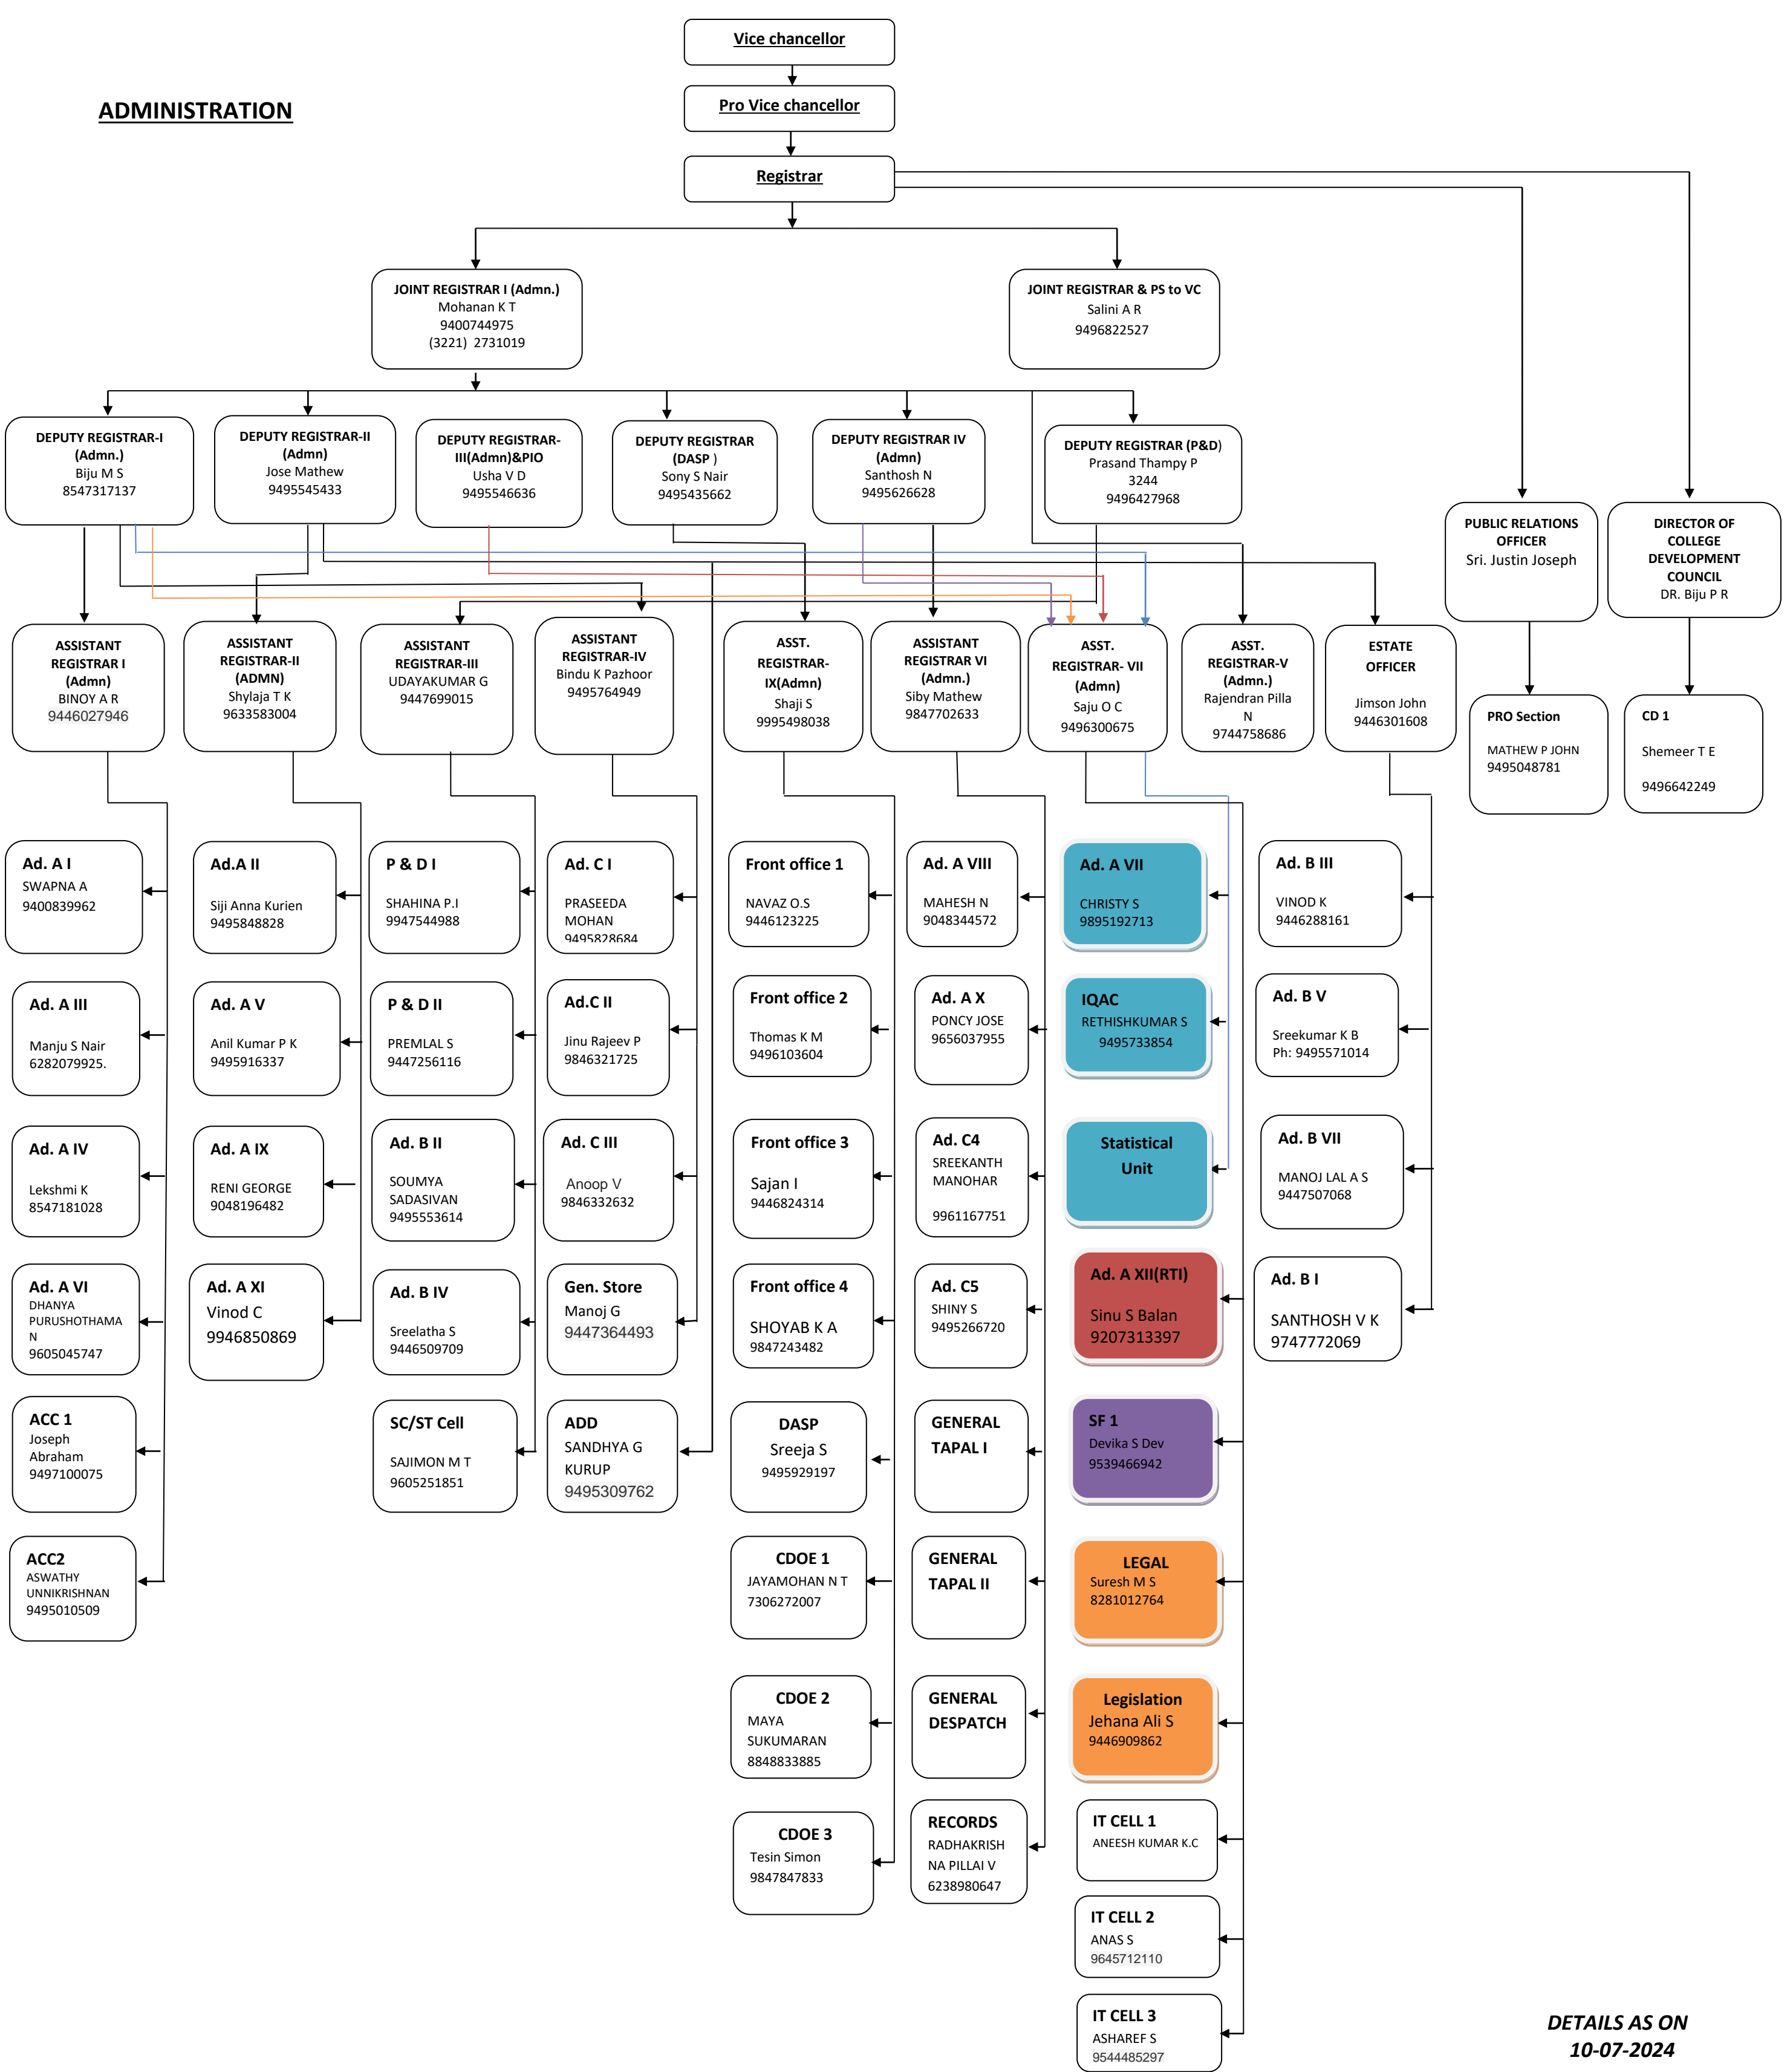 Vice chancellor
ADMINISTRATION
Pro Vice chancellor
Registrar
JOINT REGISTRAR I (Admn.)
Mohanan K T
9400744975
(3221)  2731019
JOINT REGISTRAR & PS to VC
Salini A R
9496822527
DEPUTY REGISTRAR-I
(Admn.)
Biju M S
8547317137
DEPUTY REGISTRAR-II
(Admn)
Jose Mathew
9495545433
DEPUTY REGISTRAR-
III(Admn)&PIO
Usha V D
9495546636
DEPUTY REGISTRAR
(DASP )
Sony S Nair
9495435662
DEPUTY REGISTRAR IV
(Admn)
Santhosh N
9495626628
DEPUTY REGISTRAR (P&D)
Prasand Thampy P
3244
9496427968
PUBLIC RELATIONS
OFFICER
Sri. Justin Joseph
DIRECTOR OF
COLLEGE
DEVELOPMENT
COUNCIL
DR. Biju P R
ASSISTANT
REGISTRAR I
(Admn)
BINOY A R
9446027946
ASSISTANT
REGISTRAR-II
(ADMN)
Shylaja T K
9633583004
ASSISTANT
REGISTRAR-III
UDAYAKUMAR G
9447699015
ASSISTANT
REGISTRAR-IV
Bindu K Pazhoor
9495764949
ASST.
REGISTRAR-
IX(Admn)
Shaji S
9995498038
ASSISTANT
REGISTRAR VI
(Admn.)
Siby Mathew
9847702633
ASST.
REGISTRAR- VII
(Admn)
Saju O C
9496300675
ASST.
REGISTRAR-V
(Admn.)
Rajendran Pilla
N
9744758686
ESTATE
OFFICER
Jimson John
9446301608
PRO Section
MATHEW P JOHN
9495048781
CD 1
Shemeer T E
9496642249
Ad. A I
SWAPNA A
9400839962
Ad.A II
Siji Anna Kurien
9495848828
P & D I
SHAHINA P.I
9947544988
Ad. C I
PRASEEDA
MOHAN
9495828684
Front office 1
NAVAZ O.S
9446123225
Ad. A VIII
MAHESH N
9048344572
Ad. A VII
CHRISTY S
9895192713
Ad. B III
VINOD K
9446288161
Ad. A III
Manju S Nair
6282079925.
Ad. A V
Anil Kumar P K
9495916337
P & D II
PREMLAL S
9447256116
Ad.C II
Jinu Rajeev P
9846321725
Front office 2
Thomas K M
9496103604
Ad. A X
PONCY JOSE
9656037955
IQAC
RETHISHKUMAR S
9495733854
Ad. B V
Sreekumar K B
Ph: 9495571014
Ad. A IV
Lekshmi K
8547181028
Ad. A IX
RENI GEORGE
9048196482
Ad. B II
SOUMYA
SADASIVAN
9495553614
Ad. C III
Anoop V
9846332632
Front office 3
Sajan I
9446824314
Ad. C4
SREEKANTH
MANOHAR
9961167751
Statistical
Unit
Ad. B VII
MANOJ LAL A S
9447507068
Ad. A VI
DHANYA
PURUSHOTHAMA
N
9605045747
Ad. A XI
Vinod C
9946850869
Ad. B IV
Sreelatha S
9446509709
Gen. Store
Manoj G
9447364493
Front office 4
SHOYAB K A
9847243482
Ad. C5
SHINY S
9495266720
Ad. A XII(RTI)
Sinu S Balan
9207313397
Ad. B I
SANTHOSH V K
9747772069
ACC 1
Joseph
Abraham
9497100075
SC/ST Cell
SAJIMON M T
9605251851
ADD
SANDHYA G
KURUP
9495309762
DASP
Sreeja S
9495929197
GENERAL
TAPAL I
SF 1
Devika S Dev
9539466942
ACC2
ASWATHY
UNNIKRISHNAN
9495010509
CDOE 1
JAYAMOHAN N T
7306272007
GENERAL
TAPAL II
LEGAL
Suresh M S
8281012764
CDOE 2
MAYA
SUKUMARAN
8848833885
GENERAL
DESPATCH
Legislation
Jehana Ali S
9446909862
CDOE 3
Tesin Simon
9847847833
RECORDS
RADHAKRISH
NA PILLAI V
6238980647
IT CELL 1
ANEESH KUMAR K.C
IT CELL 2
ANAS S
9645712110
IT CELL 3
ASHAREF S
9544485297
DETAILS AS ON
10-07-2024